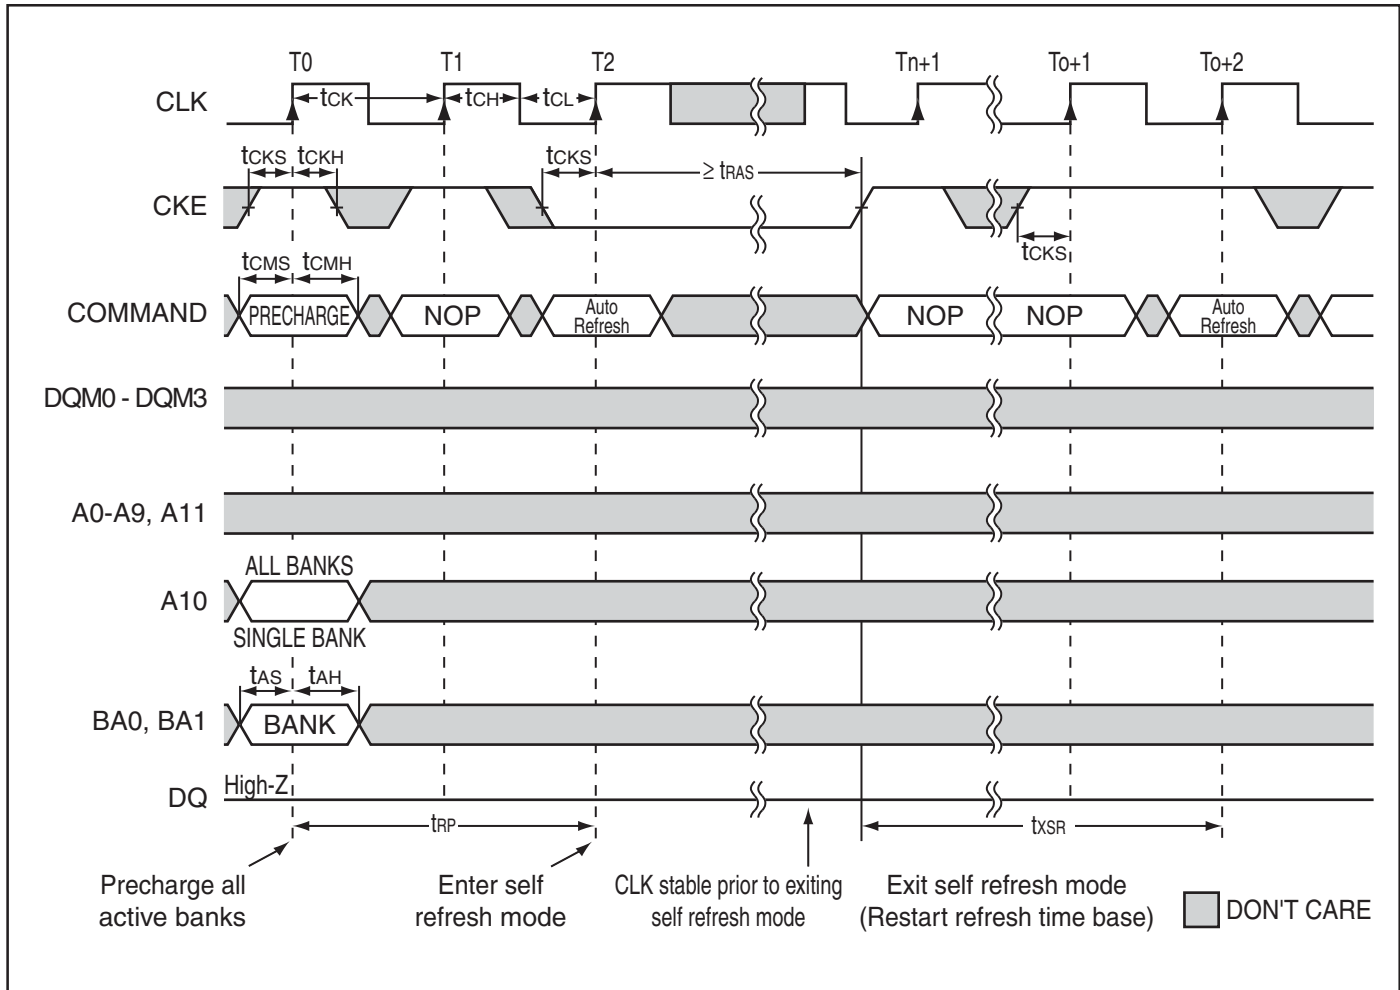 T0 T1 T2 Tn+1 To+1 To+2
CLK tCK tCH tCL
tCKS tCKH tCKS ≥ tRAS
CKE
tCKS
tCMS tCMH
COMMAND PRECHARGE NOP Auto Refresh NOP NOP Auto Refresh
DQM0 - DQM3
A0-A9, A11
ALL BANKS
A10
SINGLE BANK
tAS tAH
BA0, BA1 BANK
DQ High-Z
tRP tXSR
Precharge all
active banks
Enter self
refresh mode
CLK stable prior to exiting
self refresh mode
Exit self refresh mode
(Restart refresh time base)
DON'T CARE